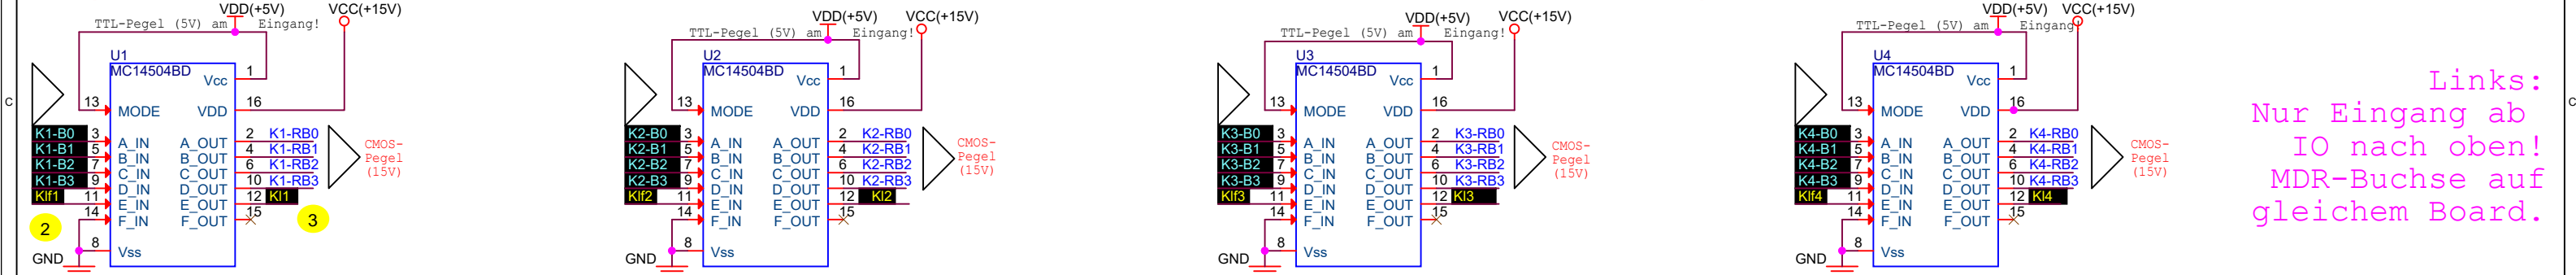 C
TTL-Pegel (5V) am Eingang!
VDD(+5V)
VCC(+15V)
U1
MC14504BD
Vcc 1
13 MODE VDD 16
K1-B0 3 A_IN A_OUT 2 K1-RB0
K1-B1 5 B_IN B_OUT 4 K1-RB1
K1-B2 7 C_IN C_OUT 6 K1-RB2
K1-B3 9 D_IN D_OUT 10 K1-RB3
Klf1 11 E_IN E_OUT 12 Kl1
14 F_IN F_OUT 15
8 Vss
GND
2
3
CMOS-
Pegel
(15V)
TTL-Pegel (5V) am Eingang!
VDD(+5V)
VCC(+15V)
U2
MC14504BD
Vcc 1
13 MODE VDD 16
K2-B0 3 A_IN A_OUT 2 K2-RB0
K2-B1 5 B_IN B_OUT 4 K2-RB1
K2-B2 7 C_IN C_OUT 6 K2-RB2
K2-B3 9 D_IN D_OUT 10 K2-RB3
Klf2 11 E_IN E_OUT 12 Kl2
14 F_IN F_OUT 15
8 Vss
GND
CMOS-
Pegel
(15V)
TTL-Pegel (5V) am Eingang!
VDD(+5V)
VCC(+15V)
U3
MC14504BD
Vcc 1
13 MODE VDD 16
K3-B0 3 A_IN A_OUT 2 K3-RB0
K3-B1 5 B_IN B_OUT 4 K3-RB1
K3-B2 7 C_IN C_OUT 6 K3-RB2
K3-B3 9 D_IN D_OUT 10 K3-RB3
Klf3 11 E_IN E_OUT 12 Kl3
14 F_IN F_OUT 15
8 Vss
GND
CMOS-
Pegel
(15V)
TTL-Pegel (5V) am Eingang
VDD(+5V)
VCC(+15V)
U4
MC14504BD
Vcc 1
13 MODE VDD 16
K4-B0 3 A_IN A_OUT 2 K4-RB0
K4-B1 5 B_IN B_OUT 4 K4-RB1
K4-B2 7 C_IN C_OUT 6 K4-RB2
K4-B3 9 D_IN D_OUT 10 K4-RB3
Klf4 11 E_IN E_OUT 12 Kl4
14 F_IN F_OUT 15
8 Vss
GND
CMOS-
Pegel
(15V)
Links:
Nur Eingang ab
IO nach oben!
MDR-Buchse auf
gleichem Board.
C